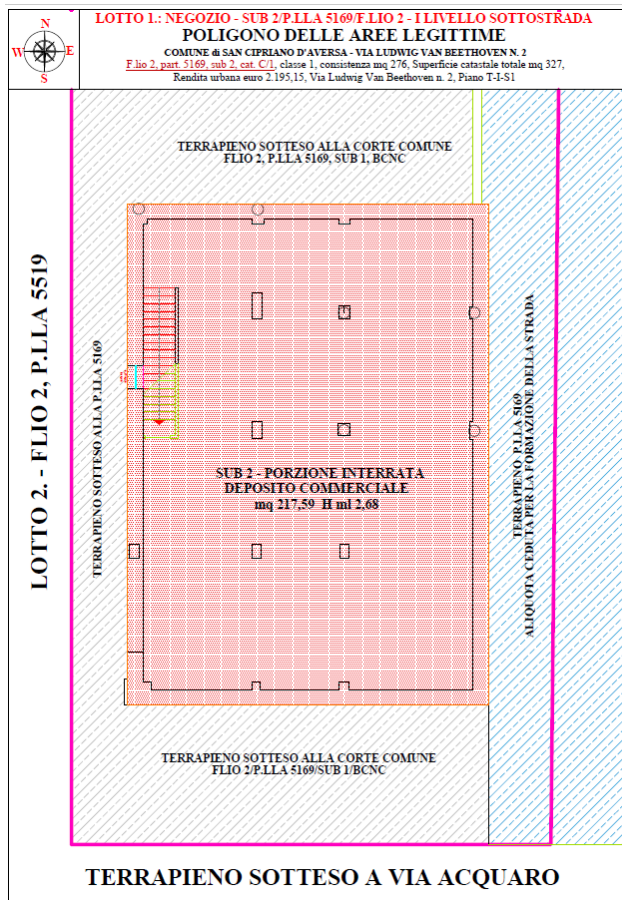 LOTTO 1.: NEGOZIO - SUB 2/P.LLA 5169/F.LIO 2 - I LIVELLO SOTTOSTRADA
POLIGONO DELLE AREE LEGITTIME
COMUNE di SAN CIPRIANO D'AVERSA - VIA LUDWIG VAN BEETHOVEN N. 2
F.lio 2, part. 5169, sub 2, cat. C/1, classe 1, consistenza mq 276, Superficie catastale totale mq 327,
Rendita urbana euro 2.195,15, Via Ludwig Van Beethoven n. 2, Piano T-I-S1
N
W E
S
TERRAPIENO SOTTESO ALLA CORTE COMUNE
FLIO 2, P.LLA 5169, SUB 1, BCNC
LOTTO 2. - FLIO 2, P.LLA 5519
TERRAPIENO SOTTESO ALLA P.LLA 5169
SUB 2 - PORZIONE INTERRATA
DEPOSITO COMMERCIALE
mq 217,59 H ml 2,68
TERRAPIENO P.LLA 5169
ALIQUOTA CEDUTA PER LA FORMAZIONE DELLA STRADA
TERRAPIENO SOTTESO ALLA CORTE COMUNE
FLIO 2/P.LLA 5169/SUB 1/BCNC
TERRAPIENO SOTTESO A VIA ACQUARO